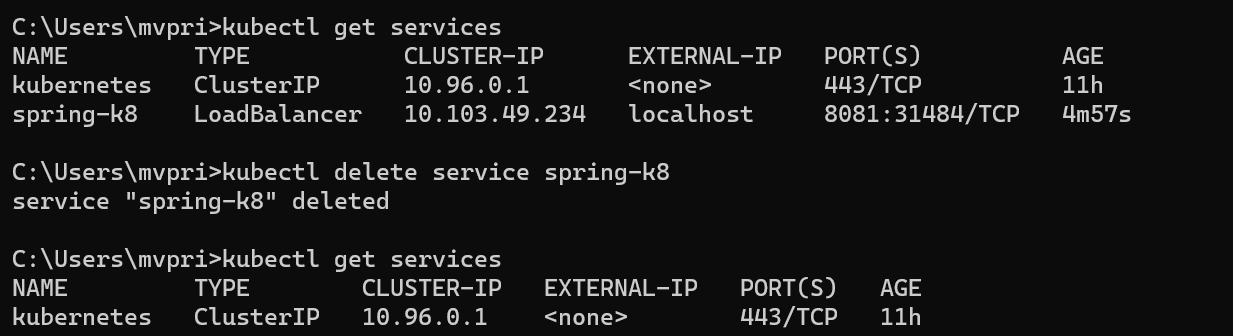 C:\Users\mvpri>kubectl get services
NAME         TYPE           CLUSTER-IP      EXTERNAL-IP   PORT(S)          AGE
kubernetes   ClusterIP      10.96.0.1       <none>        443/TCP          11h
spring-k8    LoadBalancer   10.103.49.234   localhost     8081:31484/TCP   4m57s
C:\Users\mvpri>kubectl delete service spring-k8
service "spring-k8" deleted
C:\Users\mvpri>kubectl get services
NAME         TYPE        CLUSTER-IP   EXTERNAL-IP   PORT(S)   AGE
kubernetes   ClusterIP   10.96.0.1    <none>        443/TCP   11h